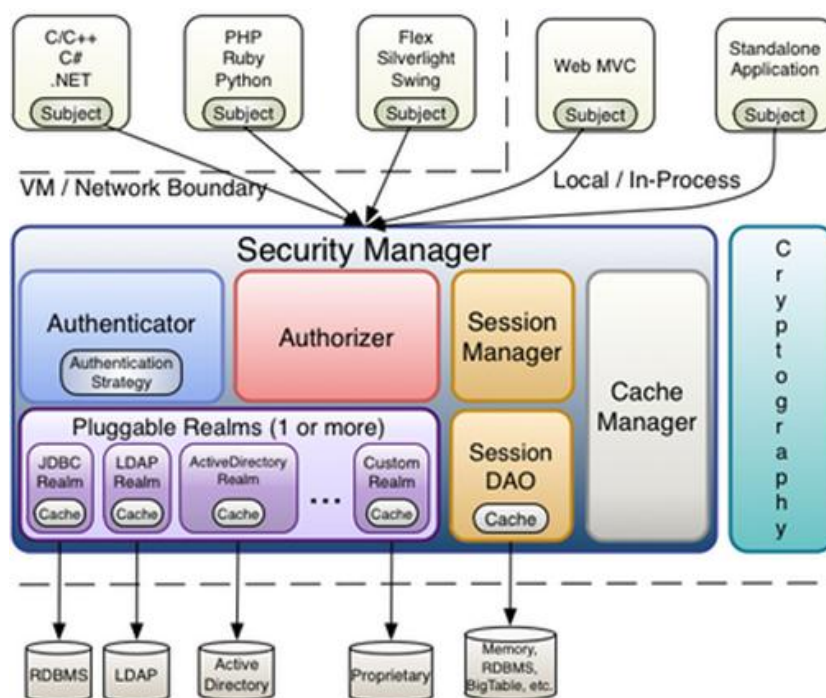 C/C++
C#
.NET
Subject
PHP
Ruby
Python
Subject
Flex
Silverlight
Swing
Subject
Web MVC
Subject
Standalone
Application
Subject
VM / Network Boundary
Local / In-Process
Security Manager
Authenticator
Authentication
Strategy
Authorizer
Session
Manager
Cache
Manager
Cryptography
Pluggable Realms (1 or more)
JDBC
Realm
Cache
LDAP
Realm
Cache
ActiveDirectory
Realm
Cache
...
Custom
Realm
Cache
Session
DAO
Cache
RDBMS
LDAP
Active
Directory
Proprietary
Memory,
RDBMS,
BigTable, etc.